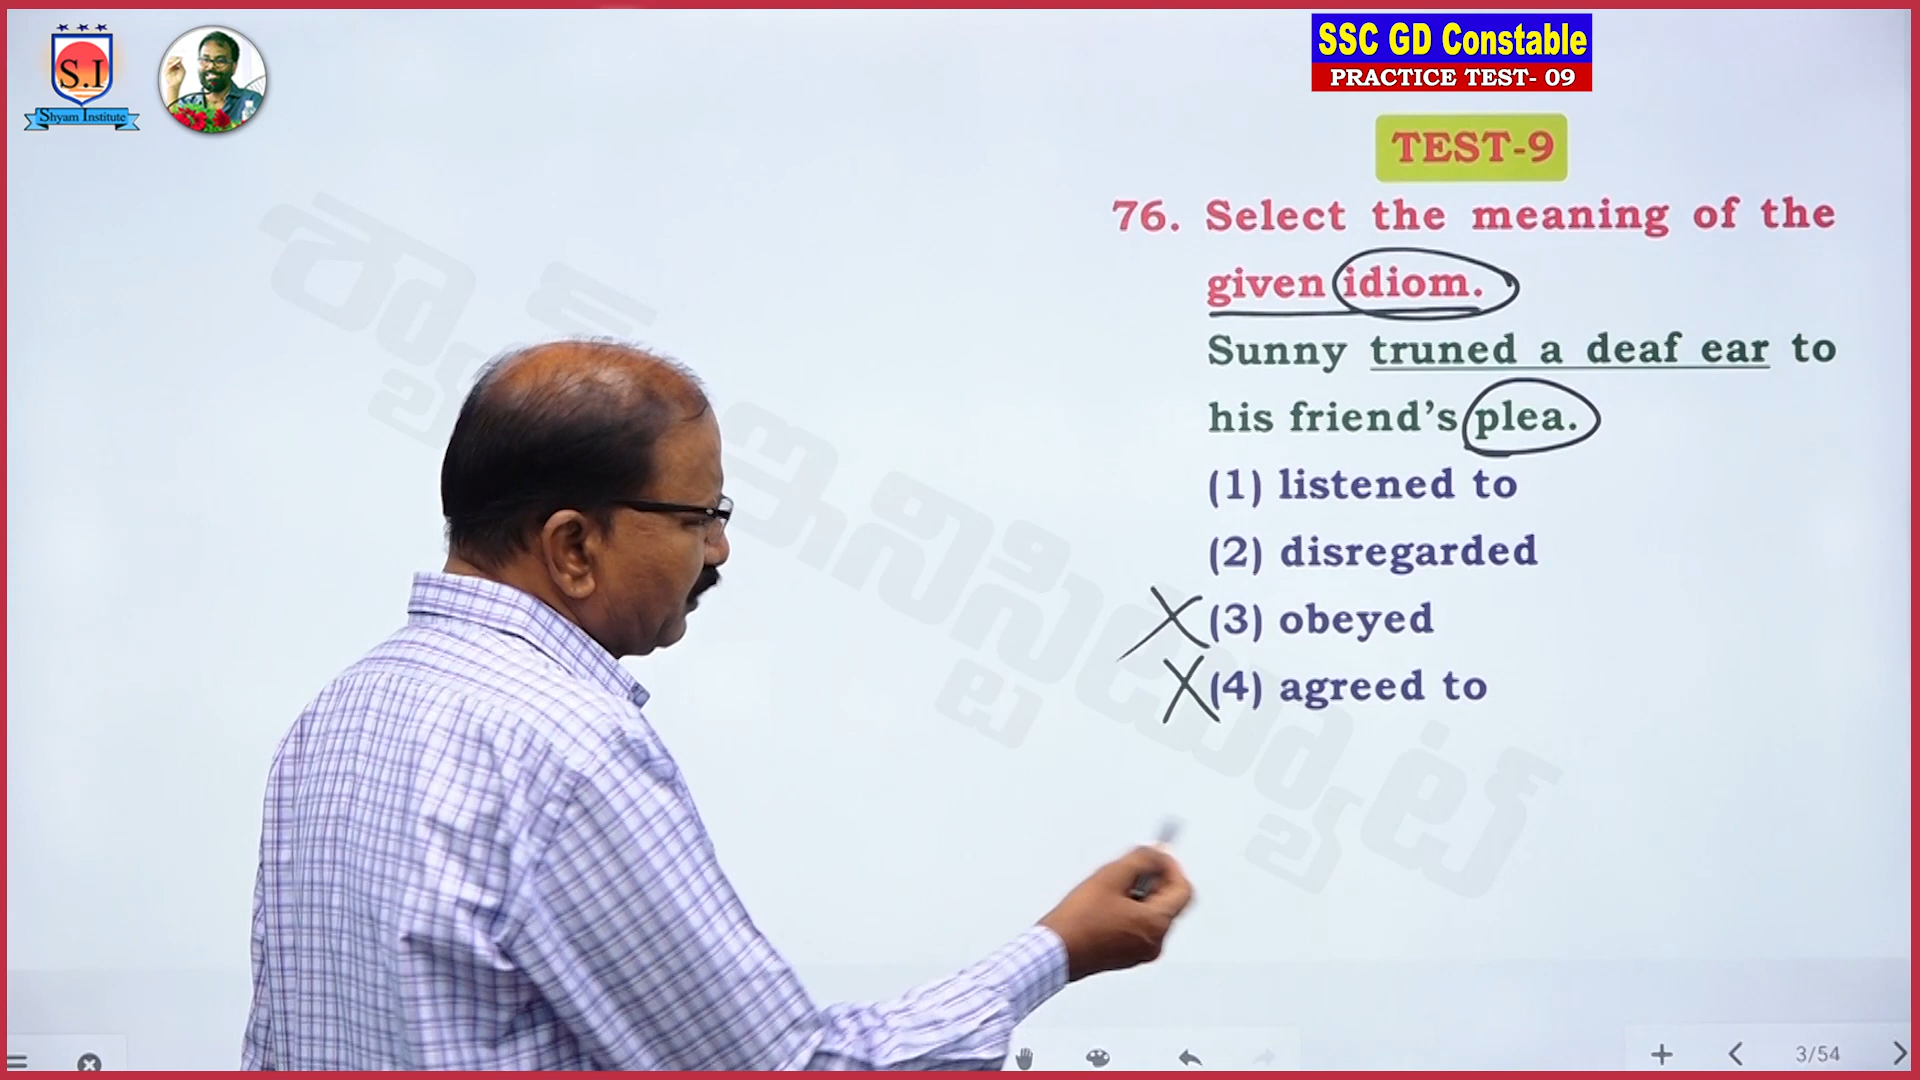 S.I
Shyam Institute
SSC GD Constable
PRACTICE TEST- 09
TEST-9
76. Select the meaning of the
given idiom.
Sunny truned a deaf ear to
his friend's plea.
(1) listened to
(2) disregarded
(3) obeyed
(4) agreed to
శ్యామ్ ఇన్స్టిట్యూట్
3/54